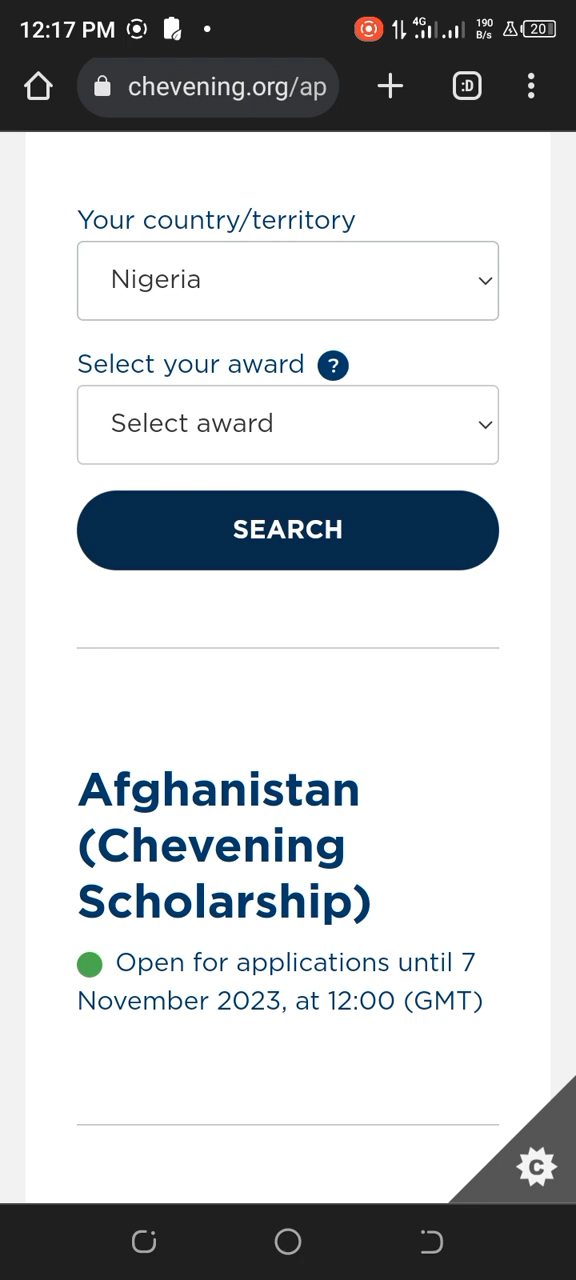 12:17 PM
4G
190
B/s
20
chevening.org/ap
:D
Your country/territory
Nigeria
Select your award ?
Select award
SEARCH
Afghanistan
(Chevening
Scholarship)
Open for applications until 7
November 2023, at 12:00 (GMT)
C